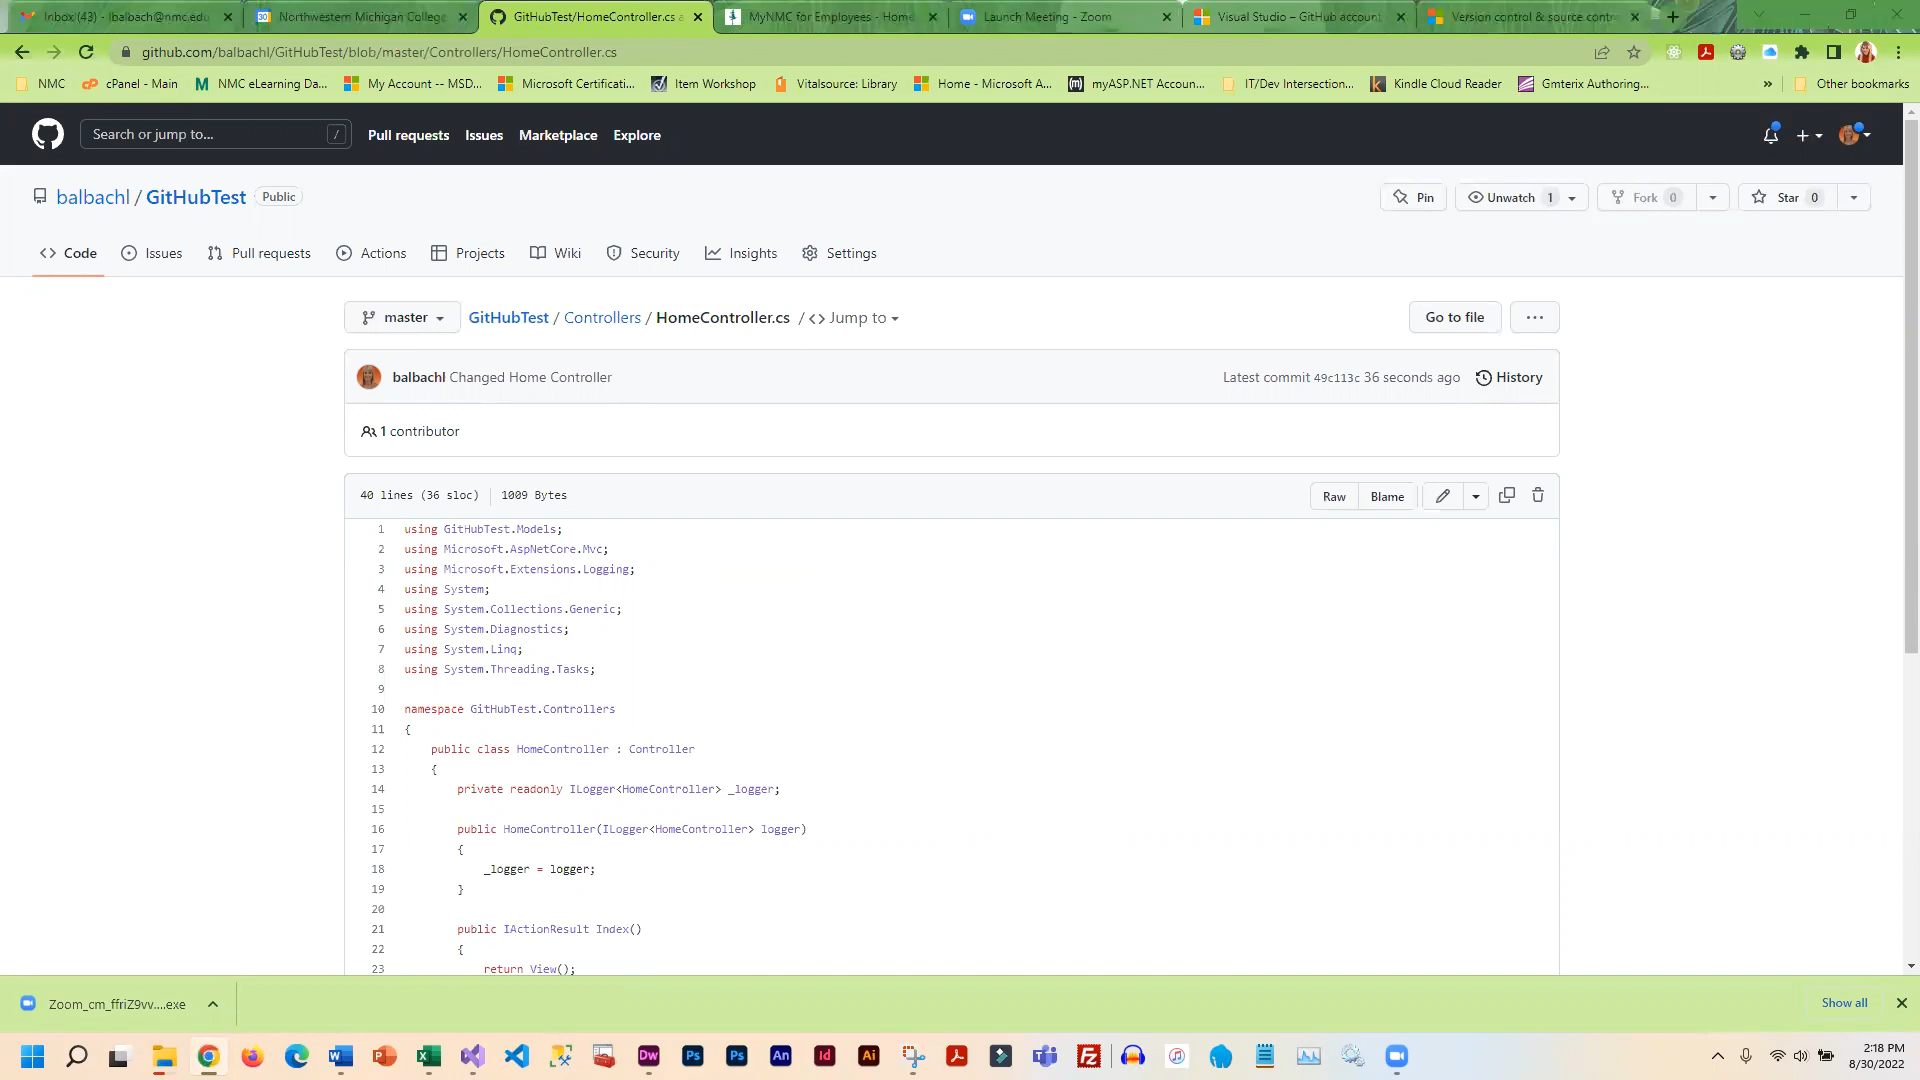 Inbox (43) - lbalbach@nmc.edu
Northwestern Michigan College
GitHubTest/HomeController.cs a
MyNMC for Employees - Home
Launch Meeting - Zoom
Visual Studio – GitHub account
Version control & source contr
github.com/balbachl/GitHubTest/blob/master/Controllers/HomeController.cs
NMC
cPanel - Main
NMC eLearning Da...
My Account -- MSD...
Microsoft Certificati...
Item Workshop
Vitalsource: Library
Home - Microsoft A...
myASP.NET Accoun...
IT/Dev Intersection...
Kindle Cloud Reader
Gmterix Authoring...
»
Other bookmarks
Search or jump to... /
Pull requests Issues Marketplace Explore
balbachl / GitHubTest Public
Pin
Unwatch 1
Fork 0
Star 0
Code Issues Pull requests Actions Projects Wiki Security Insights Settings
master
GitHubTest / Controllers / HomeController.cs / <> Jump to
Go to file
...
balbachl Changed Home Controller
Latest commit 49c113c 36 seconds ago History
1 contributor
40 lines (36 sloc) | 1009 Bytes
Raw Blame
1 using GitHubTest.Models;
2 using Microsoft.AspNetCore.Mvc;
3 using Microsoft.Extensions.Logging;
4 using System;
5 using System.Collections.Generic;
6 using System.Diagnostics;
7 using System.Linq;
8 using System.Threading.Tasks;
9
10 namespace GitHubTest.Controllers
11 {
12 public class HomeController : Controller
13 {
14 private readonly ILogger<HomeController> _logger;
15
16 public HomeController(ILogger<HomeController> logger)
17 {
18 _logger = logger;
19 }
20
21 public IActionResult Index()
22 {
23 return View();
Zoom_cm_ffriZ9vv....exe
Show all
2:18 PM
8/30/2022